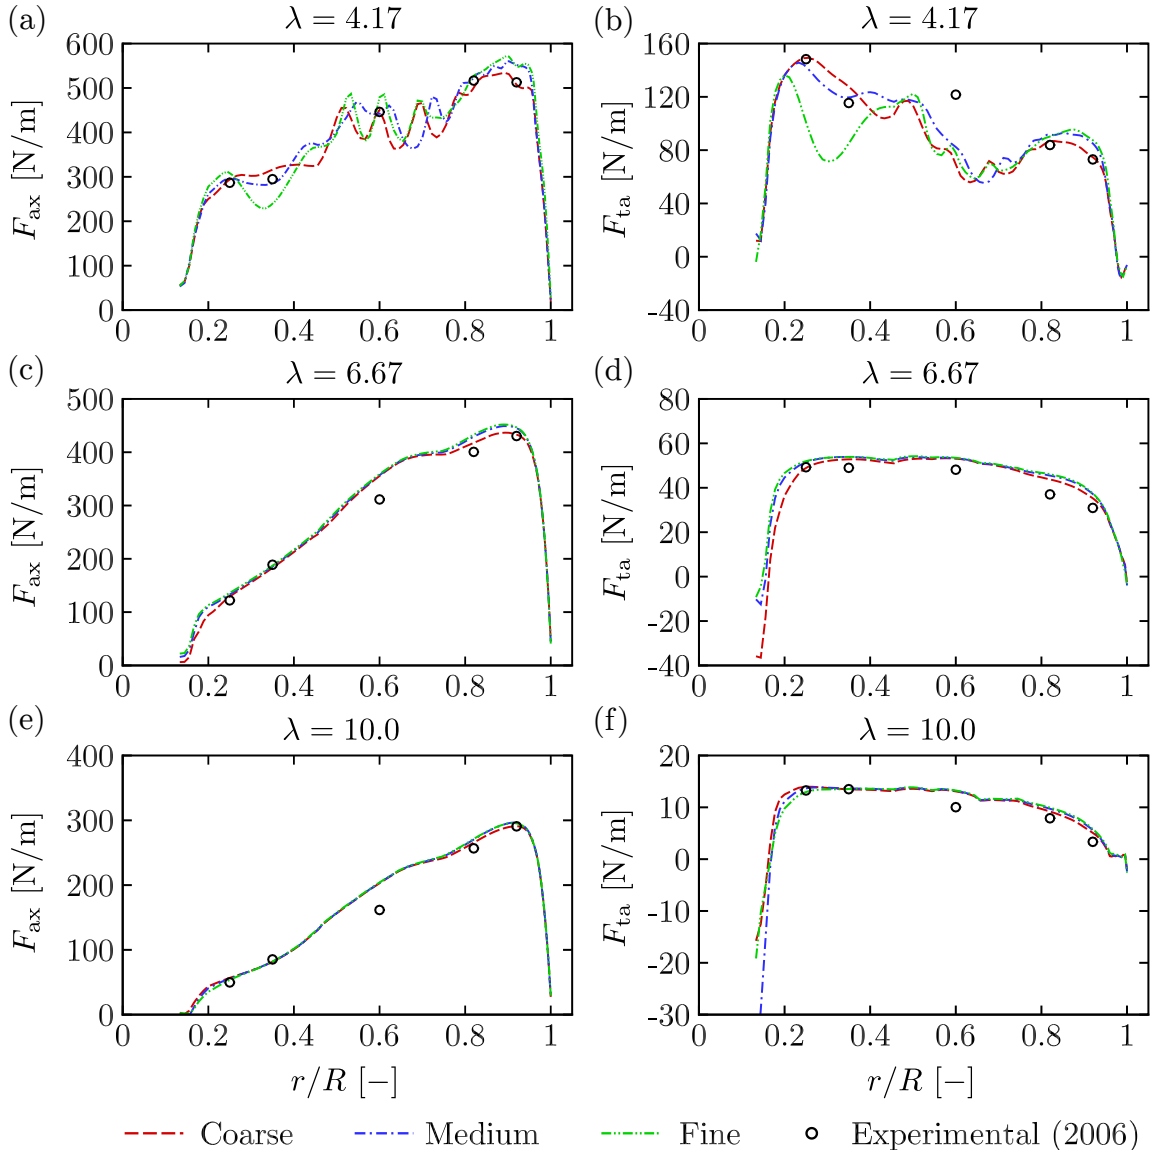 (a) λ = 4.17
600
500
400
300
200
100
0
F_ax [N/m]
0 0.2 0.4 0.6 0.8 1
(b) λ = 4.17
160
120
80
40
0
-40
F_ta [N/m]
0 0.2 0.4 0.6 0.8 1
(c) λ = 6.67
500
400
300
200
100
0
F_ax [N/m]
0 0.2 0.4 0.6 0.8 1
(d) λ = 6.67
80
60
40
20
0
-20
-40
F_ta [N/m]
0 0.2 0.4 0.6 0.8 1
(e) λ = 10.0
400
300
200
100
0
F_ax [N/m]
0 0.2 0.4 0.6 0.8 1
r/R [−]
(f) λ = 10.0
20
10
0
-10
-20
-30
F_ta [N/m]
0 0.2 0.4 0.6 0.8 1
r/R [−]
Coarse Medium Fine Experimental (2006)